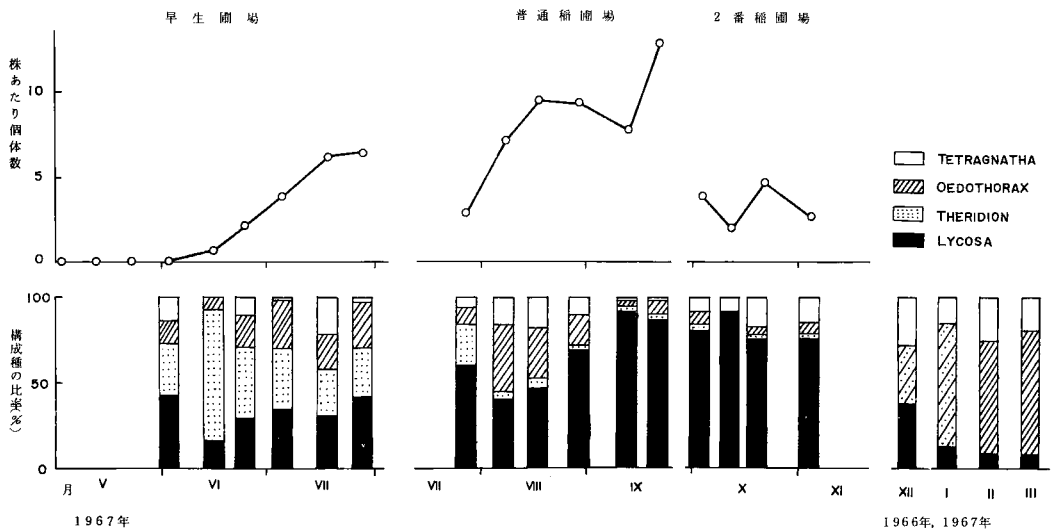 早生圃場
普通稲圃場
2番稲圃場
株あたり個体数
10
5
0
TETRAGNATHA
OEDOTHORAX
THERIDION
LYCOSA
構成種の比率(%)
100
50
0
月 V VI VII VII VIII IX X XI XII I II III
1967年
1966年, 1967年